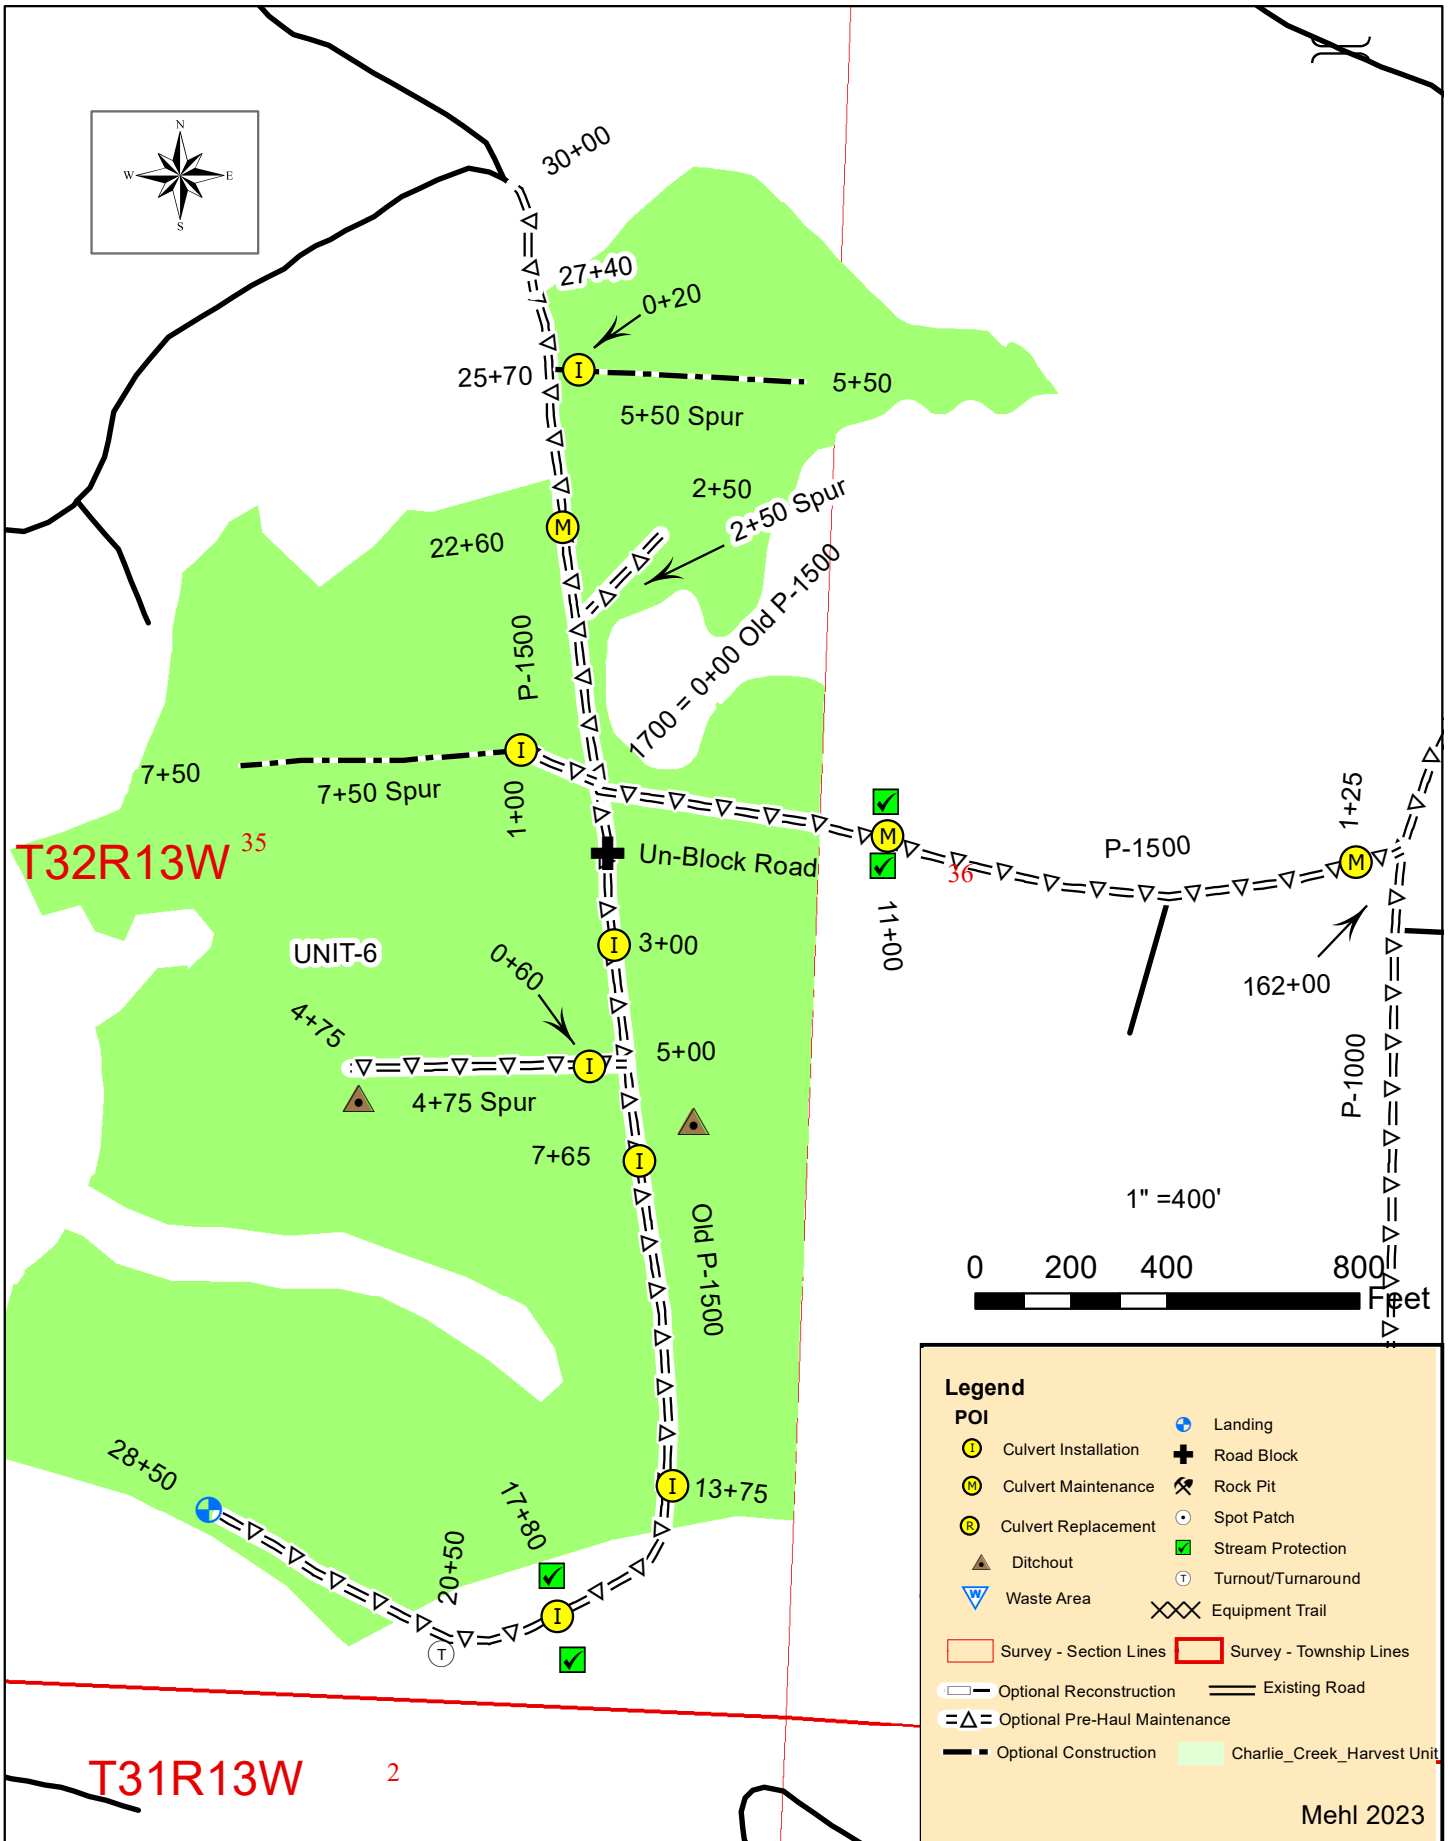 30+00
N
W
E
S
27+40
0+20
25+70
5+50
5+50 Spur
2+50
2+50 Spur
22+60
1700 = 0+00 Old P-1500
P-1500
I
M
7+50
7+50 Spur
I
1+00
T32R13W 35
Un-Block Road
M
11+00
36
P-1500
1+25
M
162+00
P-1000
UNIT-6
I
3+00
0+60
4+75
I
5+00
4+75 Spur
7+65
I
Old P-1500
1" =400'
0 200 400 800
Feet
I
13+75
28+50
17+80
20+50
I
T
T31R13W 2
Legend
POI
I Culvert Installation
M Culvert Maintenance
R Culvert Replacement
Ditchout
W Waste Area
Landing
Road Block
Rock Pit
Spot Patch
Stream Protection
T Turnout/Turnaround
Equipment Trail
Survey - Section Lines
Survey - Township Lines
Optional Reconstruction
Existing Road
Optional Pre-Haul Maintenance
Optional Construction
Charlie_Creek_Harvest Unit
Mehl 2023